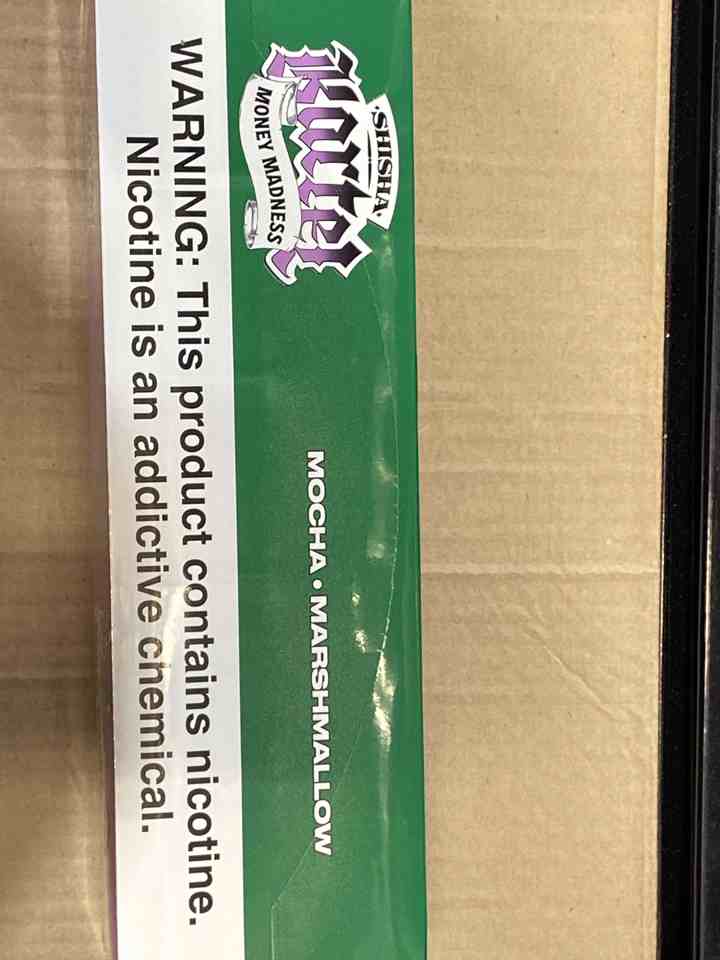 ·SHISHA·
Kartel
MONEY MADNESS
MOCHA • MARSHMALLOW
WARNING: This product contains nicotine.
Nicotine is an addictive chemical.